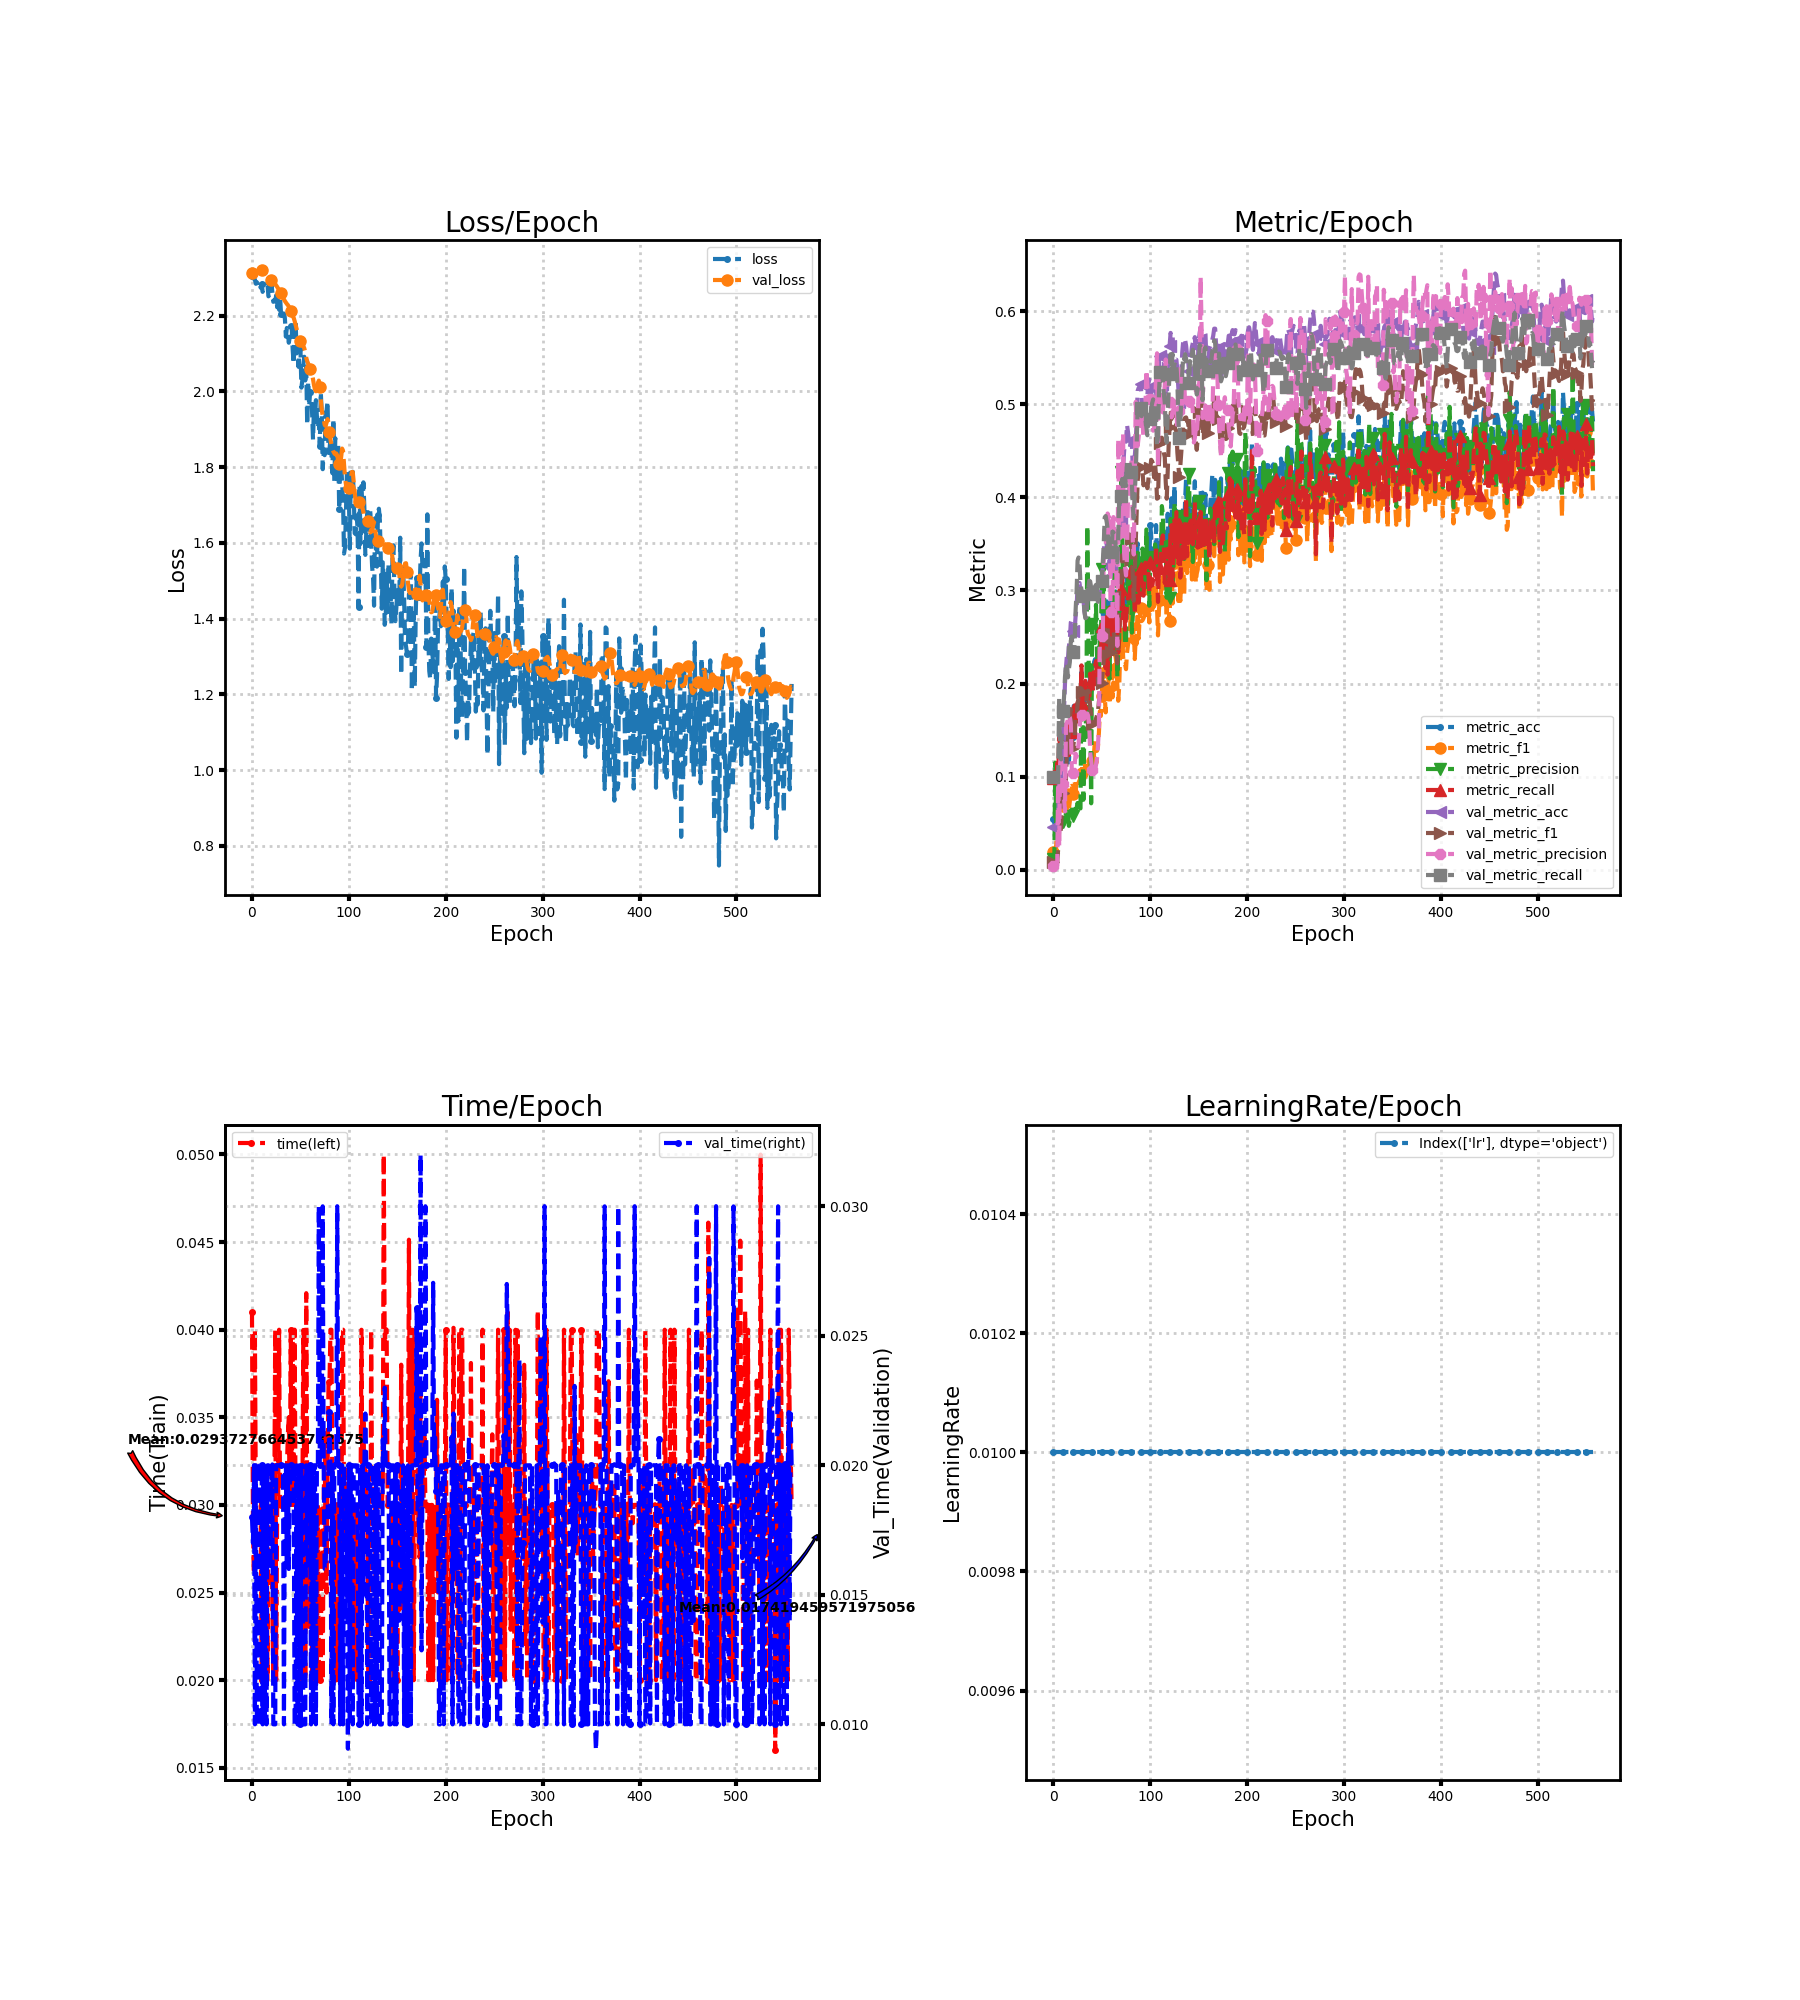 Loss/Epoch
loss
val_loss
2.2
2.0
1.8
1.6
1.4
1.2
1.0
0.8
Loss
0
100
200
300
400
500
Epoch
Metric/Epoch
0.6
0.5
0.4
0.3
0.2
0.1
0.0
Metric
metric_acc
metric_f1
metric_precision
metric_recall
val_metric_acc
val_metric_f1
val_metric_precision
val_metric_recall
0
100
200
300
400
500
Epoch
Time/Epoch
time(left)
val_time(right)
0.050
0.045
0.040
0.035
0.030
0.025
0.020
0.015
Time(Train)
0.030
0.025
0.020
0.015
0.010
Val_Time(Validation)
Mean:0.017419459571975056
0
100
200
300
400
500
Epoch
LearningRate/Epoch
Index(['lr'], dtype='object')
0.0104
0.0102
0.0100
0.0098
0.0096
LearningRate
0
100
200
300
400
500
Epoch